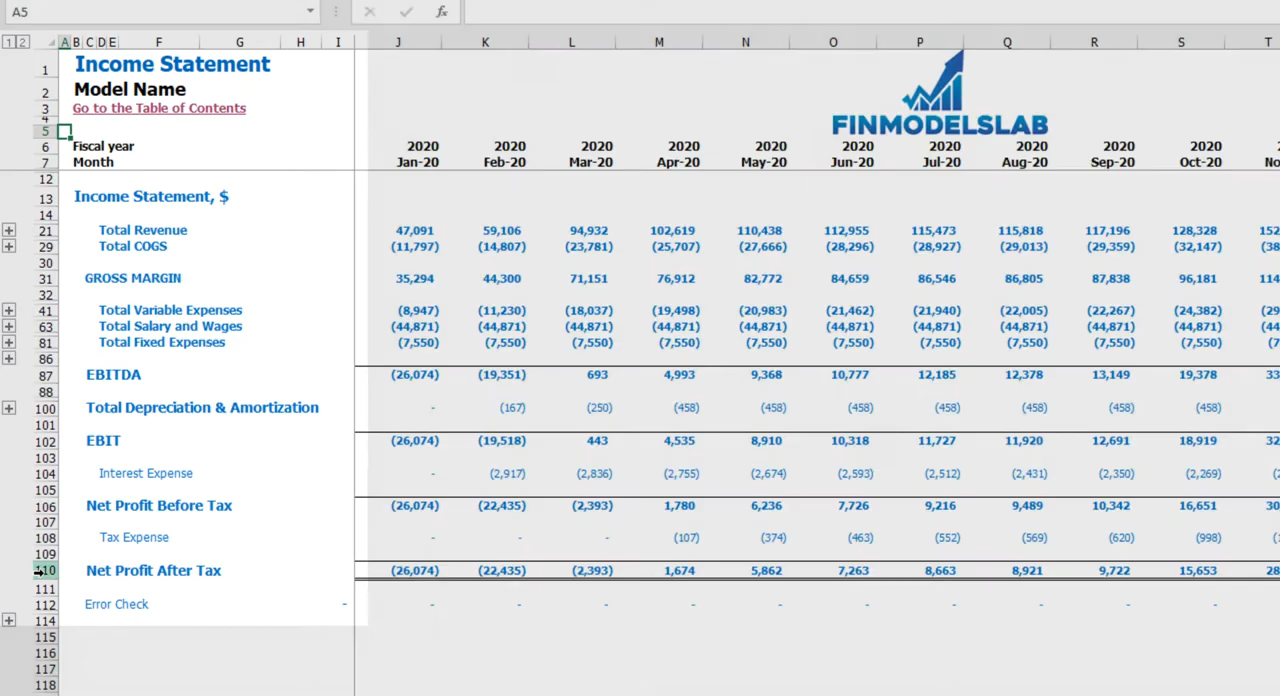 A5 fx
1 2 A B C D E F G H I J K L M N O P Q R S T
1 Income Statement
2 Model Name
3 Go to the Table of Contents
4
FINMODELSLAB
5
6 Fiscal year 2020 2020 2020 2020 2020 2020 2020 2020 2020 2020
7 Month Jan-20 Feb-20 Mar-20 Apr-20 May-20 Jun-20 Jul-20 Aug-20 Sep-20 Oct-20 No
12
13 Income Statement, $
14
21 Total Revenue 47,091 59,106 94,932 102,619 110,438 112,955 115,473 115,818 117,196 128,328 152
29 Total COGS (11,797) (14,807) (23,781) (25,707) (27,666) (28,296) (28,927) (29,013) (29,359) (32,147) (38
30
31 GROSS MARGIN 35,294 44,300 71,151 76,912 82,772 84,659 86,546 86,805 87,838 96,181 114
32
41 Total Variable Expenses (8,947) (11,230) (18,037) (19,498) (20,983) (21,462) (21,940) (22,005) (22,267) (24,382) (29
63 Total Salary and Wages (44,871) (44,871) (44,871) (44,871) (44,871) (44,871) (44,871) (44,871) (44,871) (44,871) (44
81 Total Fixed Expenses (7,550) (7,550) (7,550) (7,550) (7,550) (7,550) (7,550) (7,550) (7,550) (7,550) (7
86
87 EBITDA (26,074) (19,351) 693 4,993 9,368 10,777 12,185 12,378 13,149 19,378 33
88
100 Total Depreciation & Amortization - (167) (250) (458) (458) (458) (458) (458) (458) (458)
101
102 EBIT (26,074) (19,518) 443 4,535 8,910 10,318 11,727 11,920 12,691 18,919 32
103
104 Interest Expense - (2,917) (2,836) (2,755) (2,674) (2,593) (2,512) (2,431) (2,350) (2,269) (2
105
106 Net Profit Before Tax (26,074) (22,435) (2,393) 1,780 6,236 7,726 9,216 9,489 10,342 16,651 30
107
108 Tax Expense - - - (107) (374) (463) (552) (569) (620) (998) (1
109
110 Net Profit After Tax (26,074) (22,435) (2,393) 1,674 5,862 7,263 8,663 8,921 9,722 15,653 28
111
112 Error Check - - - - - - - - - - -
114
115
116
117
118